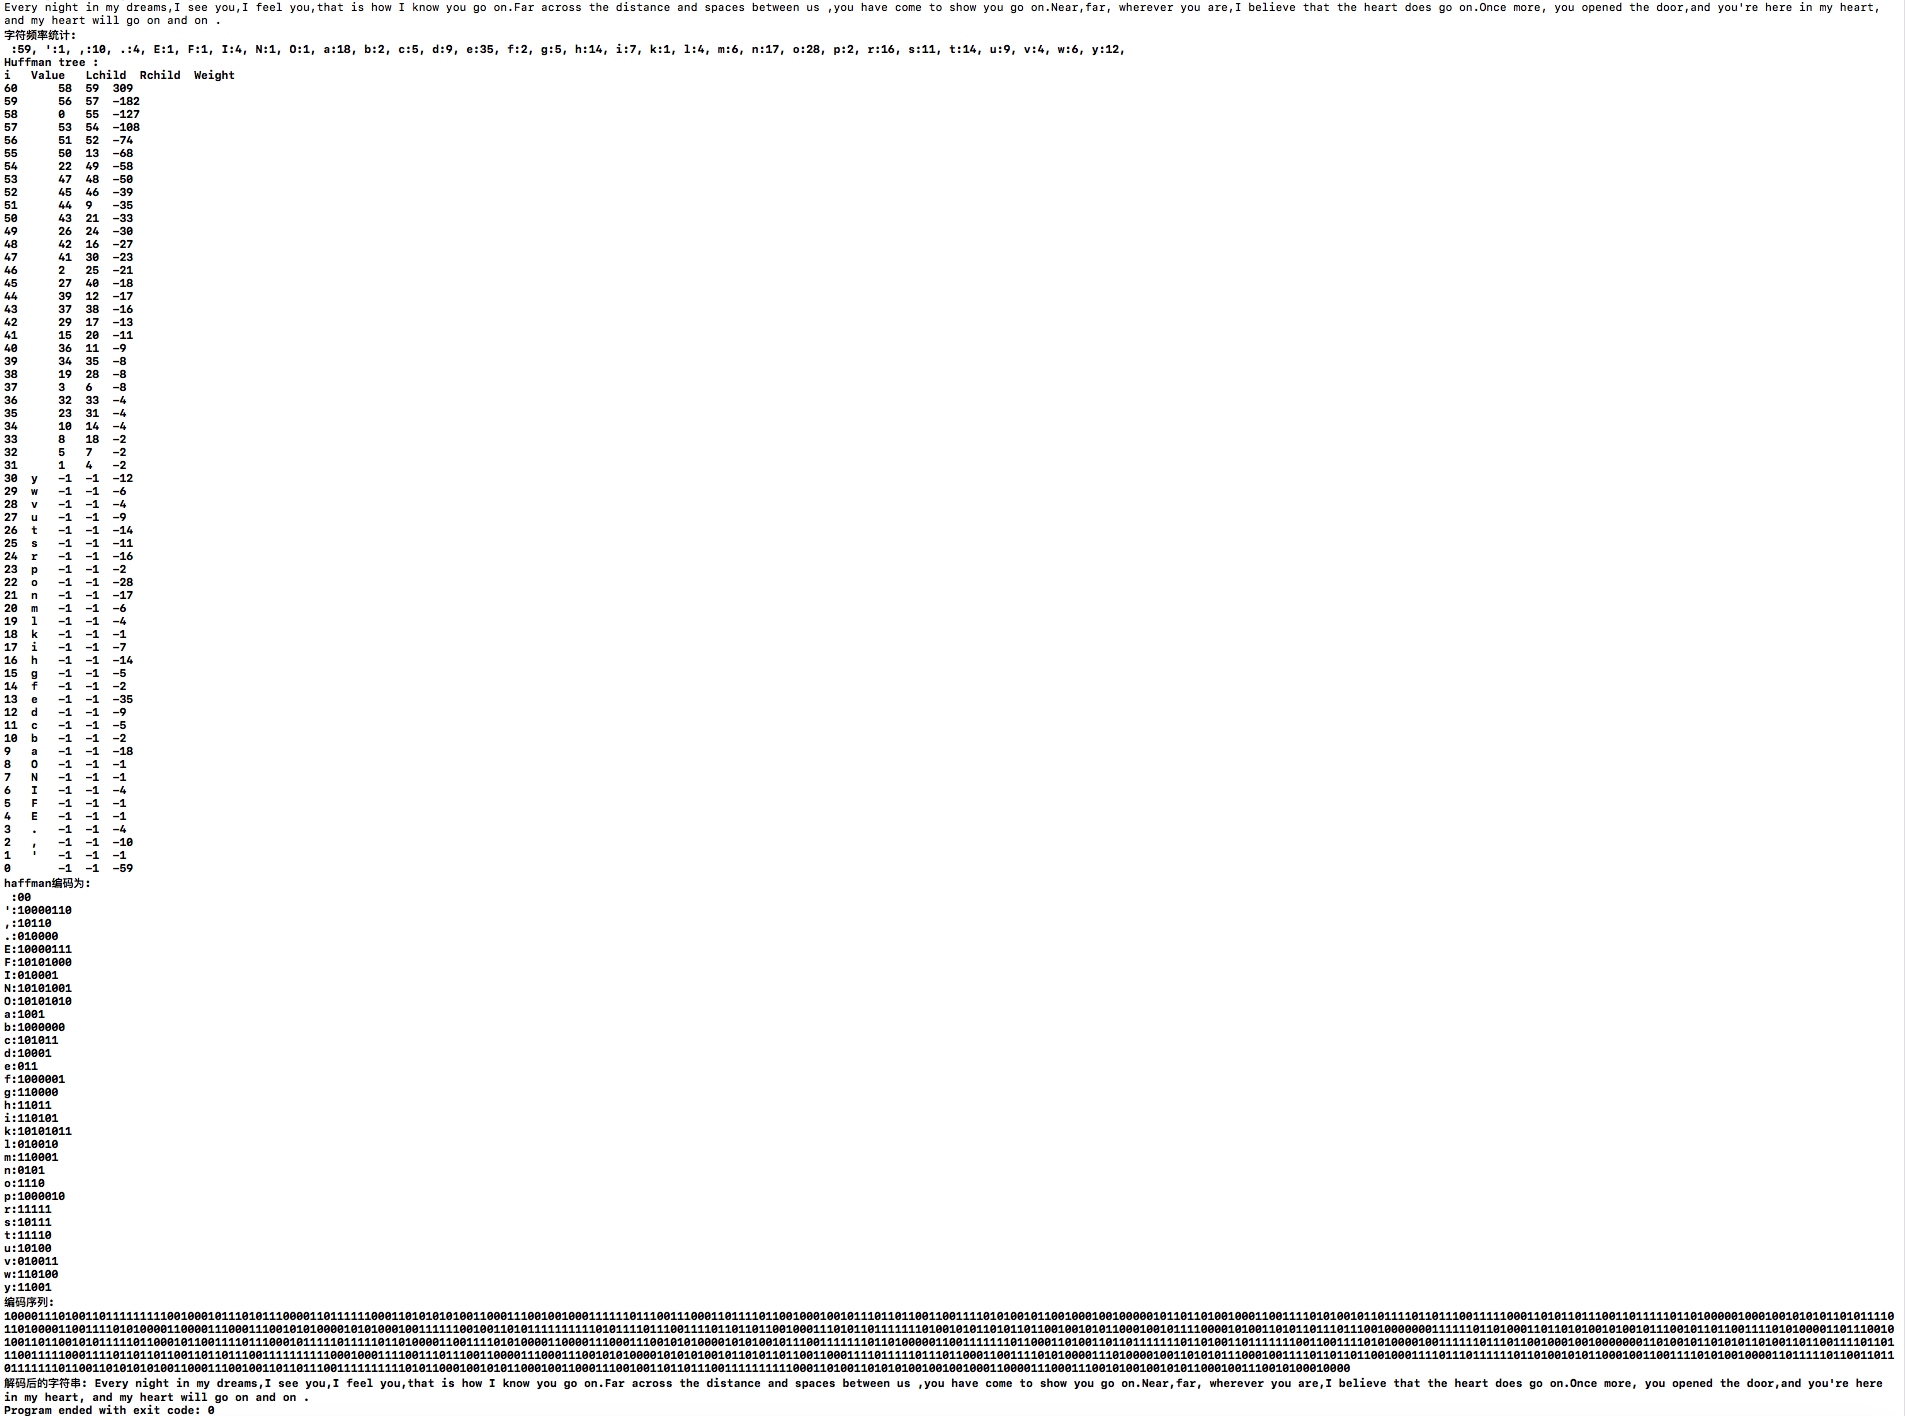 Every night in my dreams,I see you,I feel you,that is how I know you go on.Far across the distance and spaces between us ,you have come to show you go on.Near,far, wherever you are,I believe that the heart does go on.Once more, you opened the door,and you're here in my heart,
and my heart will go on and on .
字符频率统计:
 :59, ':1, ,:10, .:4, E:1, F:1, I:4, N:1, O:1, a:18, b:2, c:5, d:9, e:35, f:2, g:5, h:14, i:7, k:1, l:4, m:6, n:17, o:28, p:2, r:16, s:11, t:14, u:9, v:4, w:6, y:12,
Huffman tree :
i   Value   Lchild  Rchild  Weight
60      58  59  309
59      56  57  -182
58      0   55  -127
57      53  54  -108
56      51  52  -74
55      50  13  -68
54      22  49  -58
53      47  48  -50
52      45  46  -39
51      44  9   -35
50      43  21  -33
49      26  24  -30
48      42  16  -27
47      41  30  -23
46      2   25  -21
45      27  40  -18
44      39  12  -17
43      37  38  -16
42      29  17  -13
41      15  20  -11
40      36  11  -9
39      34  35  -8
38      19  28  -8
37      3   6   -8
36      32  33  -4
35      23  31  -4
34      10  14  -4
33      8   18  -2
32      5   7   -2
31      1   4   -2
30  y   -1  -1  -12
29  w   -1  -1  -6
28  v   -1  -1  -4
27  u   -1  -1  -9
26  t   -1  -1  -14
25  s   -1  -1  -11
24  r   -1  -1  -16
23  p   -1  -1  -2
22  o   -1  -1  -28
21  n   -1  -1  -17
20  m   -1  -1  -6
19  l   -1  -1  -4
18  k   -1  -1  -1
17  i   -1  -1  -7
16  h   -1  -1  -14
15  g   -1  -1  -5
14  f   -1  -1  -2
13  e   -1  -1  -35
12  d   -1  -1  -9
11  c   -1  -1  -5
10  b   -1  -1  -2
9   a   -1  -1  -18
8   O   -1  -1  -1
7   N   -1  -1  -1
6   I   -1  -1  -4
5   F   -1  -1  -1
4   E   -1  -1  -1
3   .   -1  -1  -4
2   ,   -1  -1  -10
1   '   -1  -1  -1
0       -1  -1  -59
haffman编码为:
 :00
':10000110
,:10110
.:010000
E:10000111
F:10101000
I:010001
N:10101001
O:10101010
a:1001
b:1000000
c:101011
d:10001
e:011
f:1000001
g:110000
h:11011
i:110101
k:10101011
l:010010
m:110001
n:0101
o:1110
p:1000010
r:11111
s:10111
t:11110
u:10100
v:010011
w:110100
y:11001
编码序列:
解码后的字符串: Every night in my dreams,I see you,I feel you,that is how I know you go on.Far across the distance and spaces between us ,you have come to show you go on.Near,far, wherever you are,I believe that the heart does go on.Once more, you opened the door,and you're here
in my heart, and my heart will go on and on .
Program ended with exit code: 0